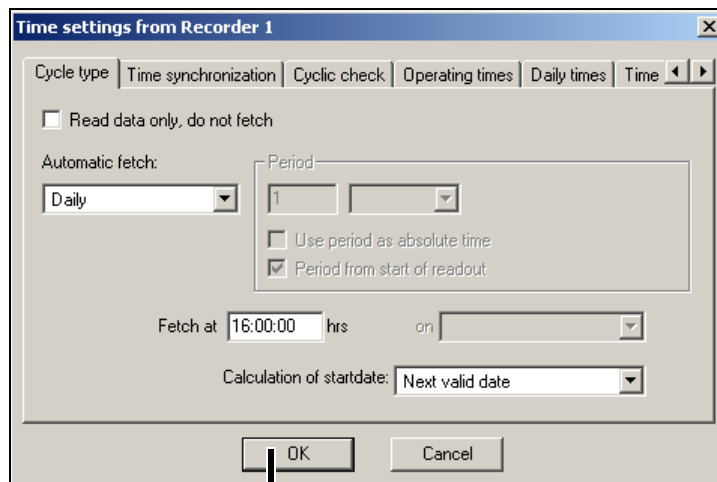 Time settings from Recorder 1
Cycle type Time synchronization Cyclic check Operating times Daily times Time
Read data only, do not fetch
Automatic fetch: Period
Daily 1
Use period as absolute time
Period from start of readout
Fetch at 16:00:00 hrs on
Calculation of startdate: Next valid date
OK Cancel